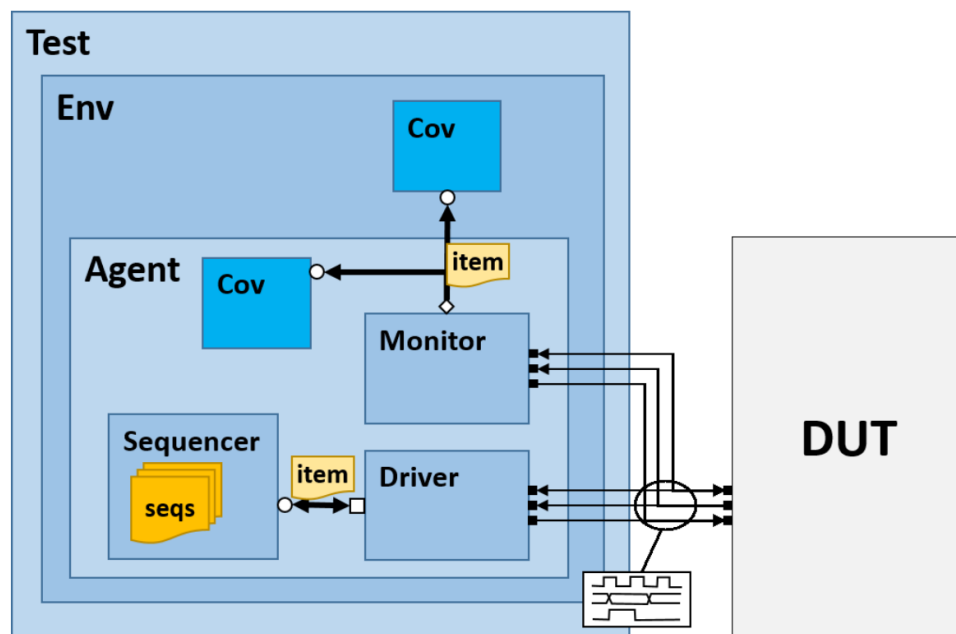 Test
Env
Cov
Agent
item
Cov
Monitor
Sequencer
seqs
item
Driver
DUT